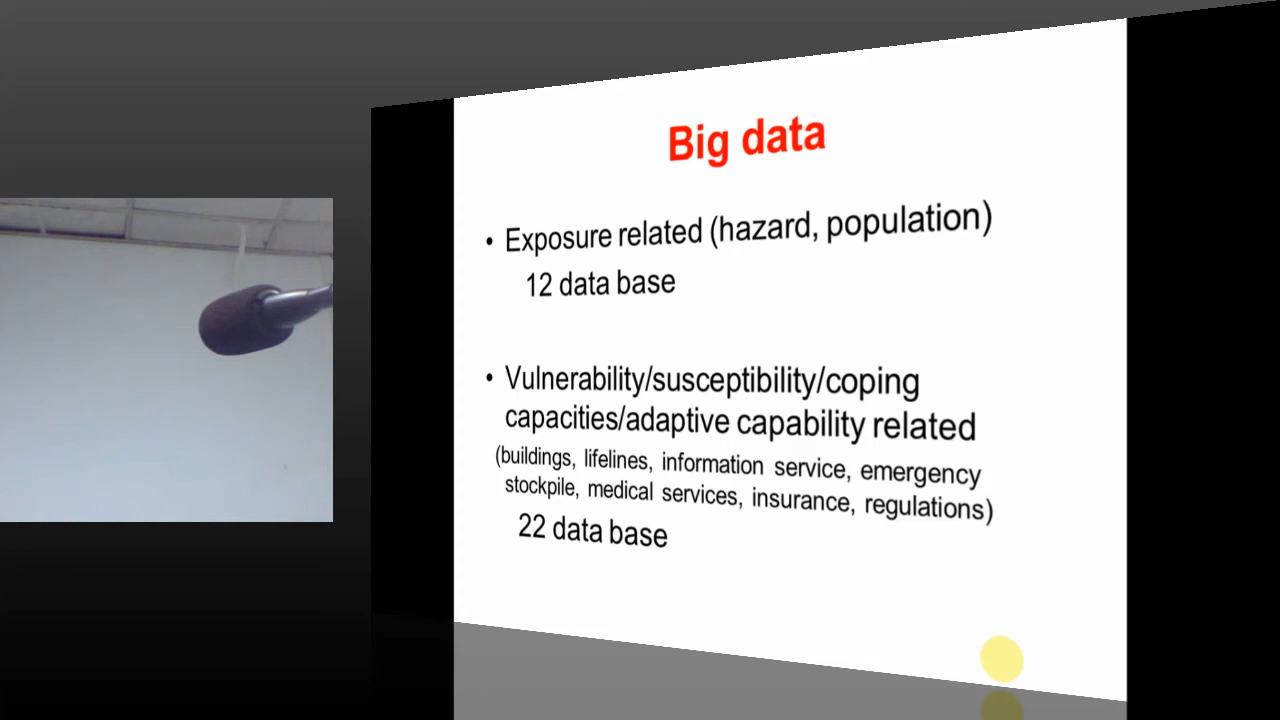 Big data
• Exposure related (hazard, population)
12 data base
• Vulnerability/susceptibility/coping
capacities/adaptive capability related
(buildings, lifelines, information service, emergency
stockpile, medical services, insurance, regulations)
22 data base